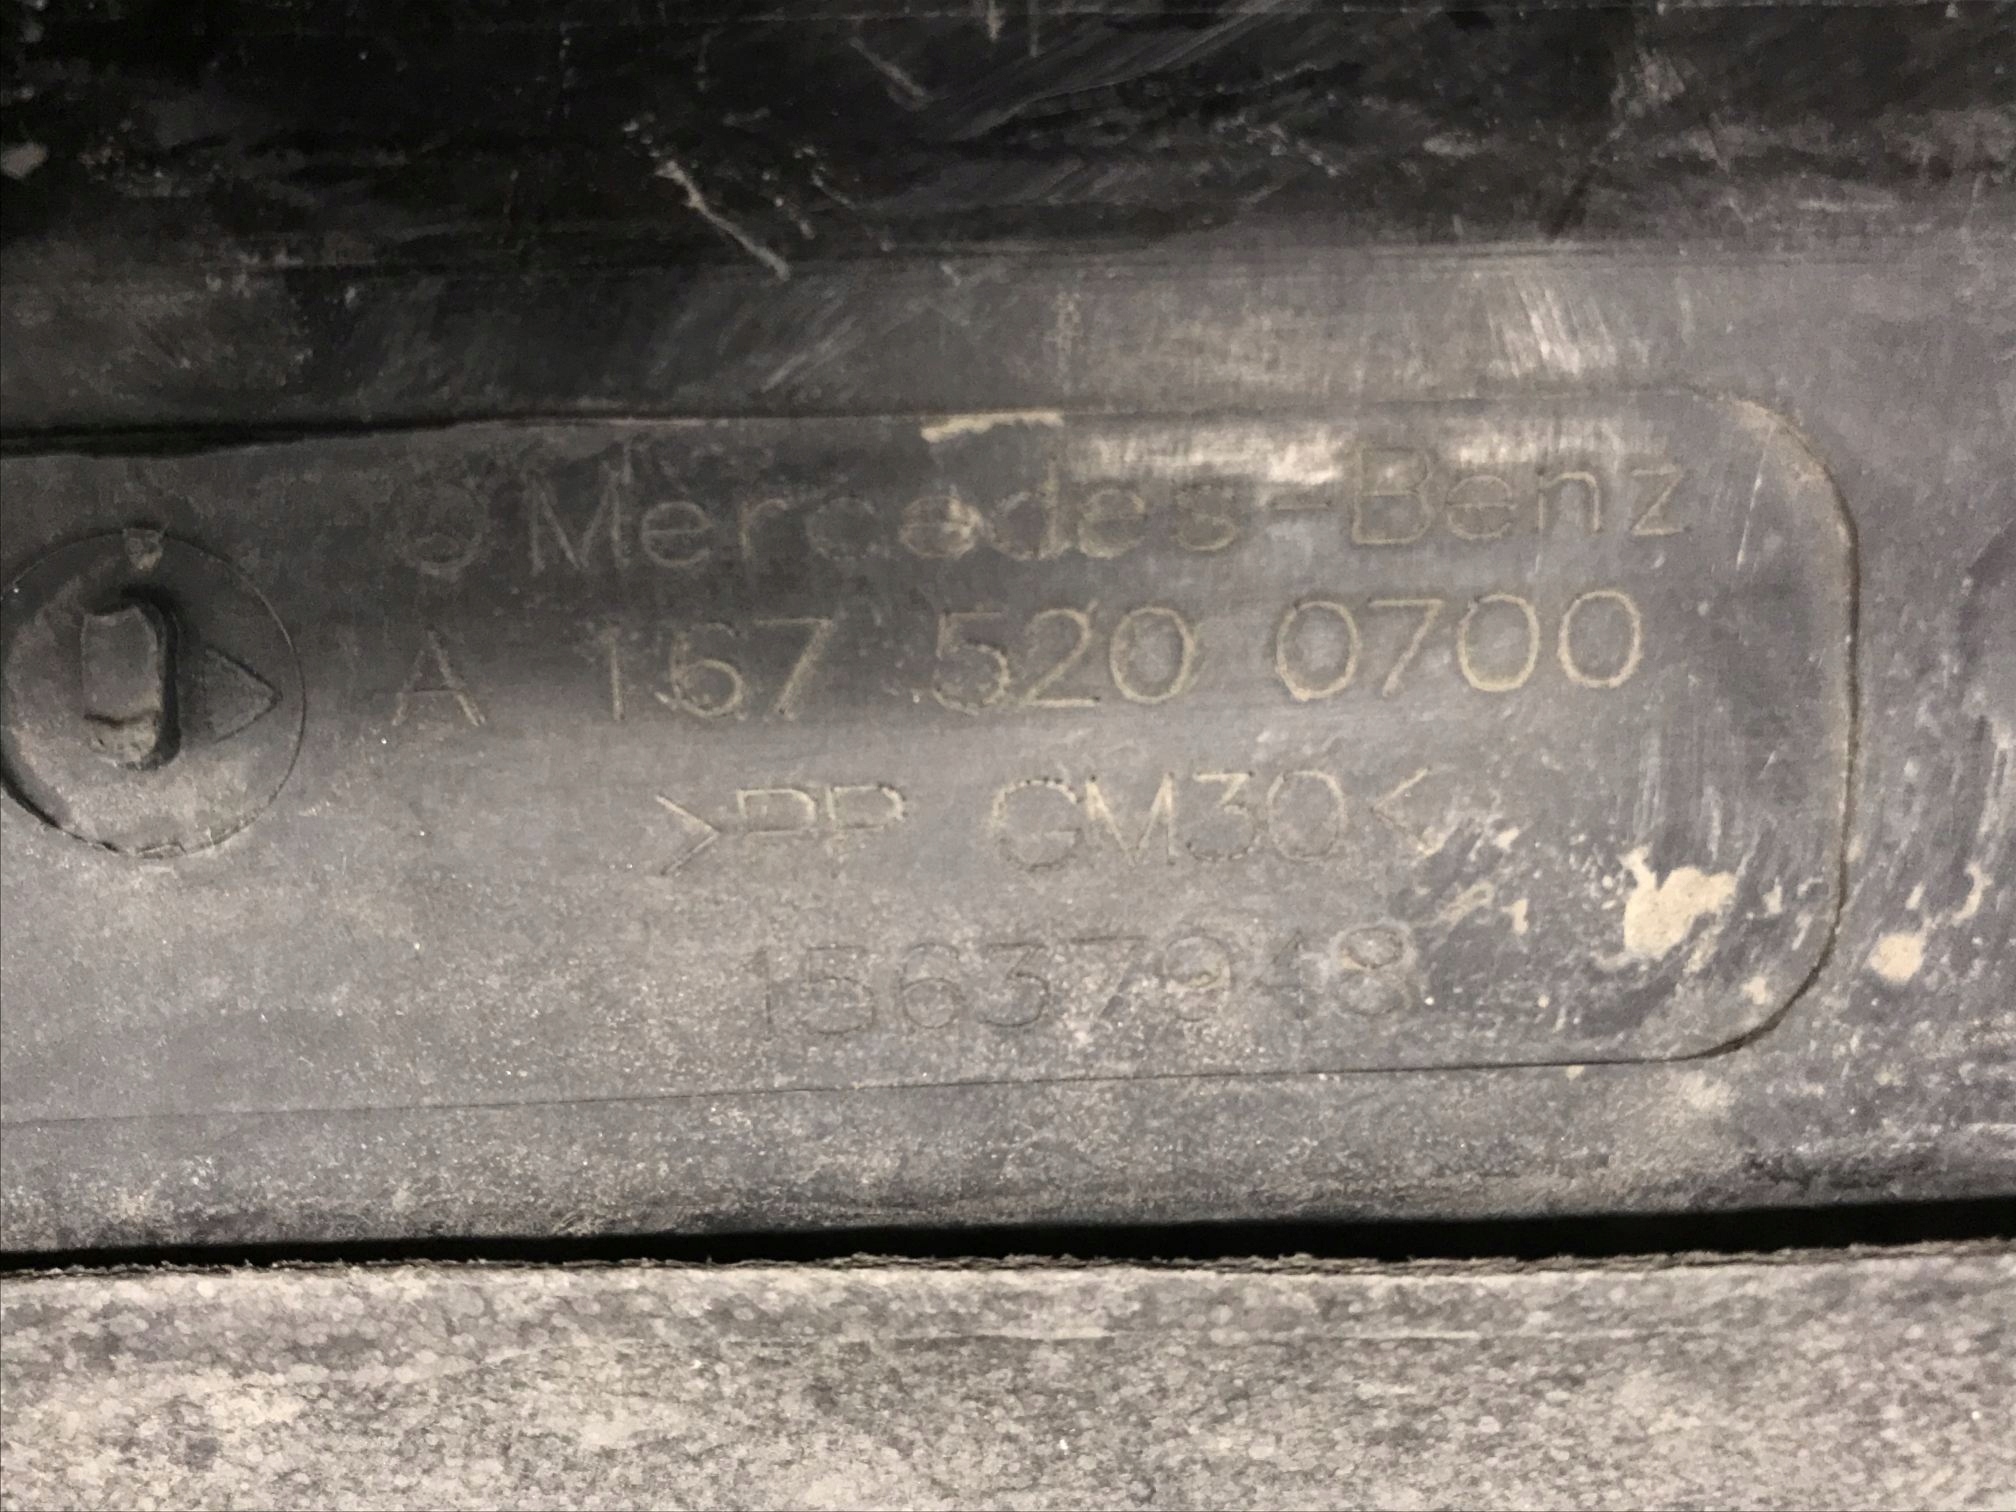 Mercedes-Benz
A 167 520 0700
>PP GM30<
15637948